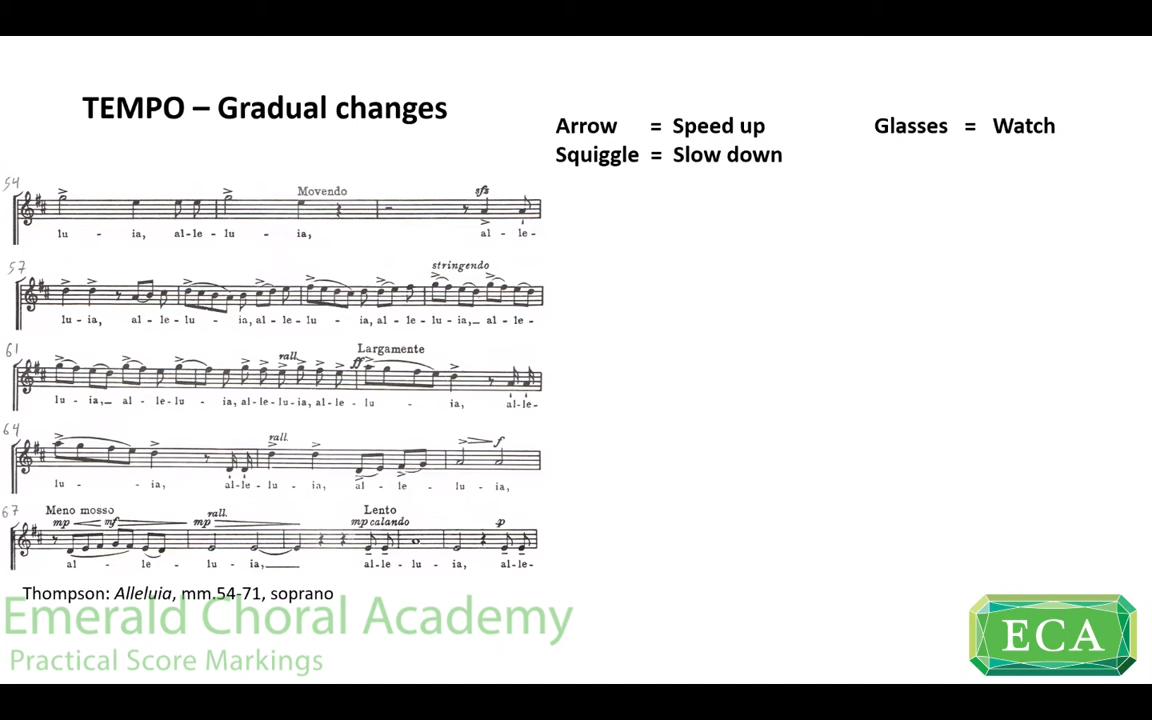 TEMPO – Gradual changes
Arrow = Speed up
Glasses = Watch
Squiggle = Slow down
54
Movendo
sfz
lu - ia, al-le - lu - ia, al - le-
57
stringendo
lu - ia, al - le - lu - ia, al - le - lu - ia, al - le - lu - ia, al - le -
61
rall.
Largamente
ff
lu - ia, al - le - lu - ia, al - le - lu - ia, al - le - lu - ia, al-le-
64
rall.
f
lu - ia, al-le - lu - ia, al - le - lu - ia,
67
Meno mosso
rall.
Lento
mp mf mp mp calando p
al - le - lu - ia, al-le - lu - ia, al-le-
Thompson: Alleluia, mm.54-71, soprano
Emerald Choral Academy
Practical Score Markings
ECA